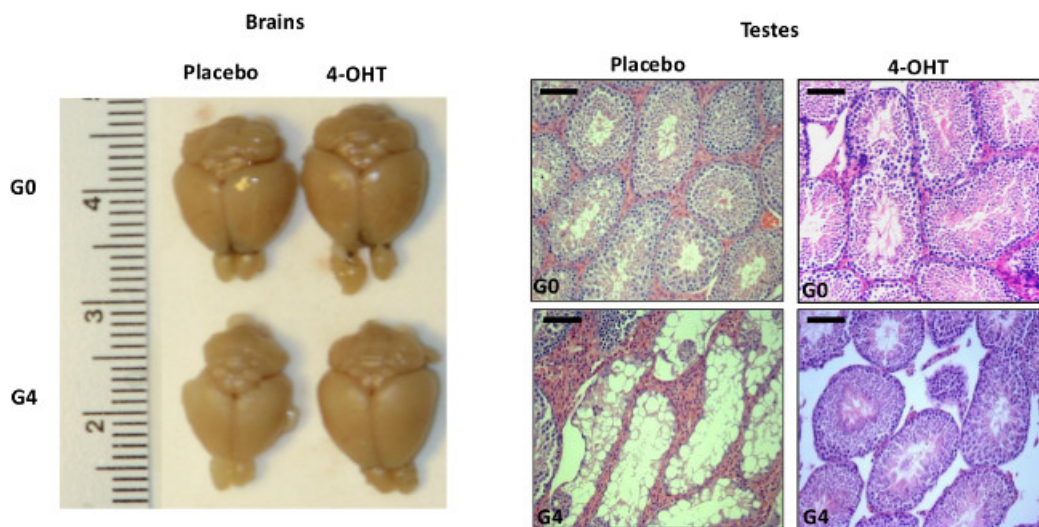 Brains
Placebo 4-OHT
G0
G4
4
3
2
Testes
Placebo 4-OHT
G0 G0
G4 G4